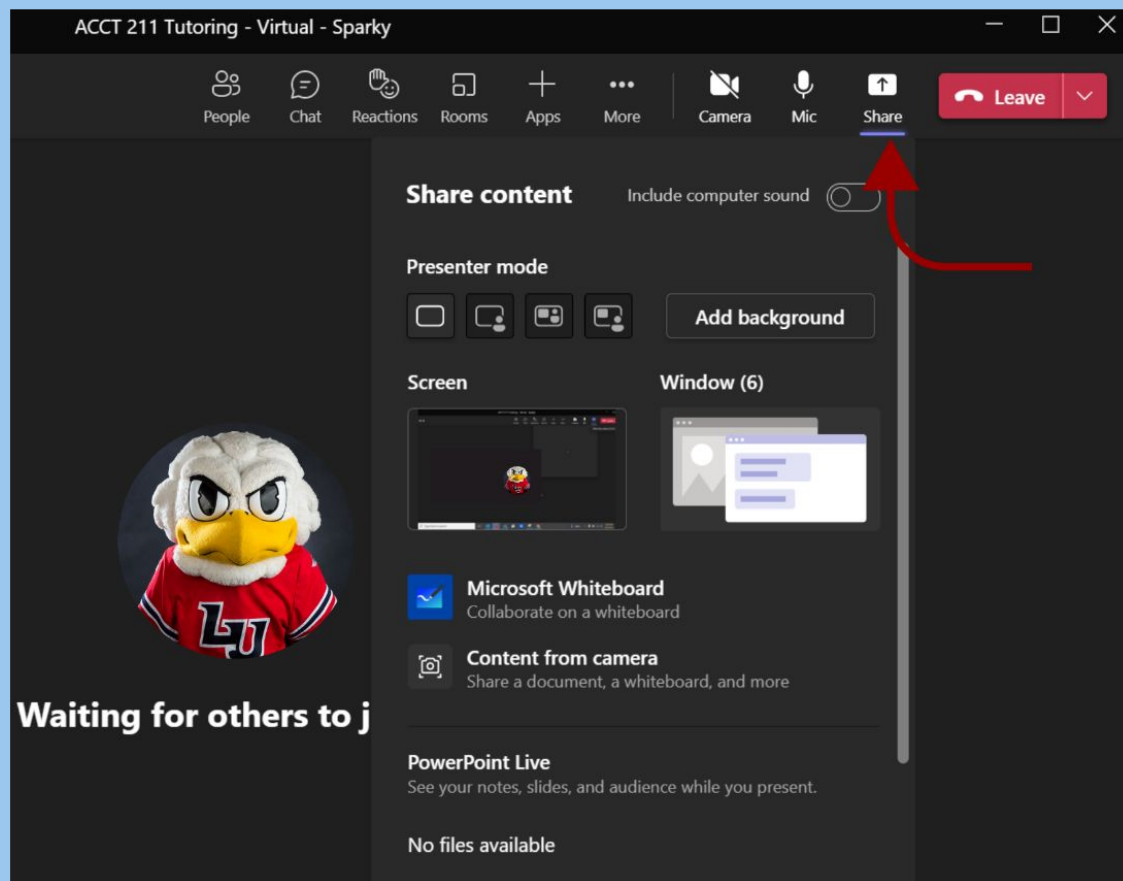 ACCT 211 Tutoring - Virtual - Sparky
People Chat Reactions Rooms Apps More Camera Mic Share Leave
Share content Include computer sound
Presenter mode
Add background
Screen Window (6)
LU
Microsoft Whiteboard
Collaborate on a whiteboard
Content from camera
Share a document, a whiteboard, and more
Waiting for others to j
PowerPoint Live
See your notes, slides, and audience while you present.
No files available